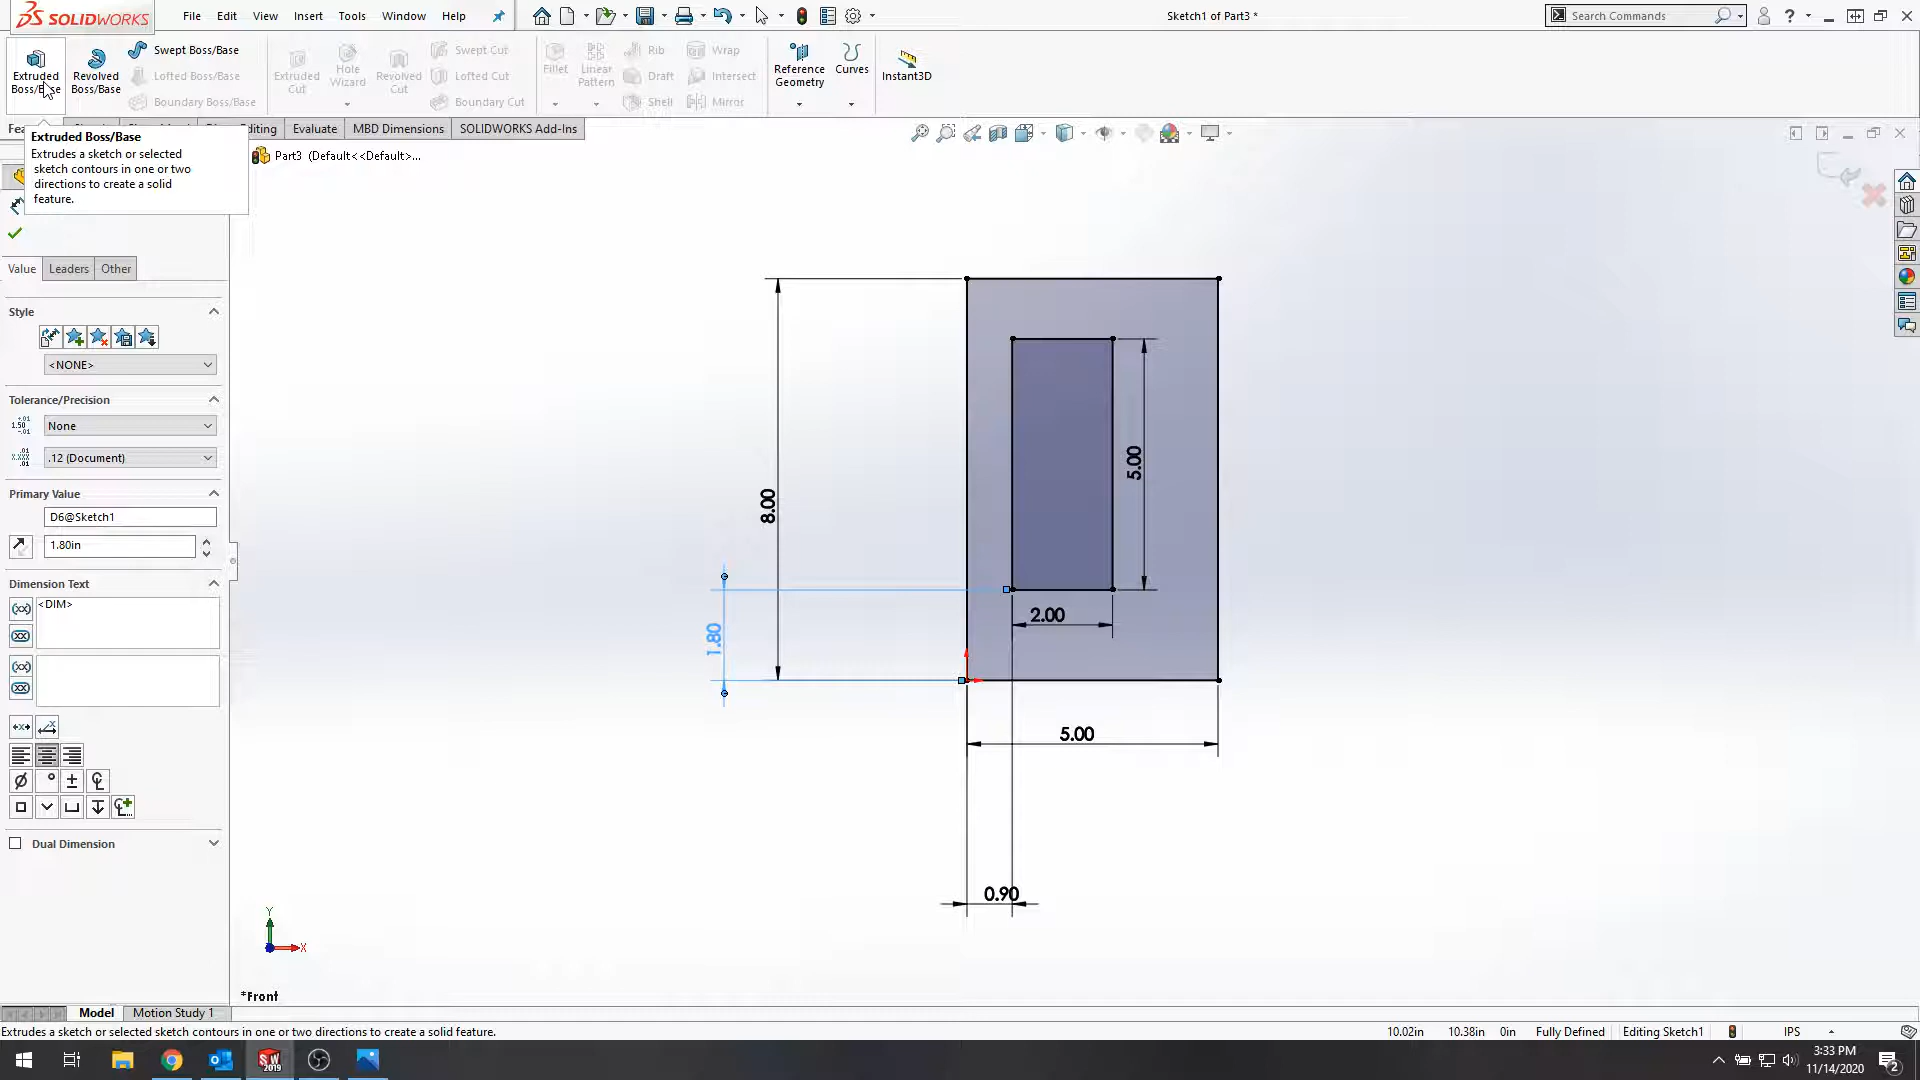 SOLIDWORKS
File Edit View Insert Tools Window Help
Sketch1 of Part3 *
Search Commands
Extruded Boss/Base
Revolved Boss/Base
Swept Boss/Base
Lofted Boss/Base
Boundary Boss/Base
Extruded Cut
Hole Wizard
Revolved Cut
Swept Cut
Lofted Cut
Boundary Cut
Fillet
Linear Pattern
Rib
Draft
Shell
Wrap
Intersect
Mirror
Reference Geometry
Curves
Instant3D
Evaluate
MBD Dimensions
SOLIDWORKS Add-Ins
Extruded Boss/Base
Extrudes a sketch or selected
sketch contours in one or two
directions to create a solid
feature.
Part3 (Default<<Default>...
Value Leaders Other
Style
<NONE>
Tolerance/Precision
None
.12 (Document)
Primary Value
D6@Sketch1
1.80in
Dimension Text
<DIM>
Dual Dimension
8.00
5.00
2.00
1.80
5.00
0.90
Y
X
*Front
Model
Motion Study 1
Extrudes a sketch or selected sketch contours in one or two directions to create a solid feature.
10.02in 10.38in 0in Fully Defined Editing Sketch1 IPS
SW 2019
3:33 PM
11/14/2020
2